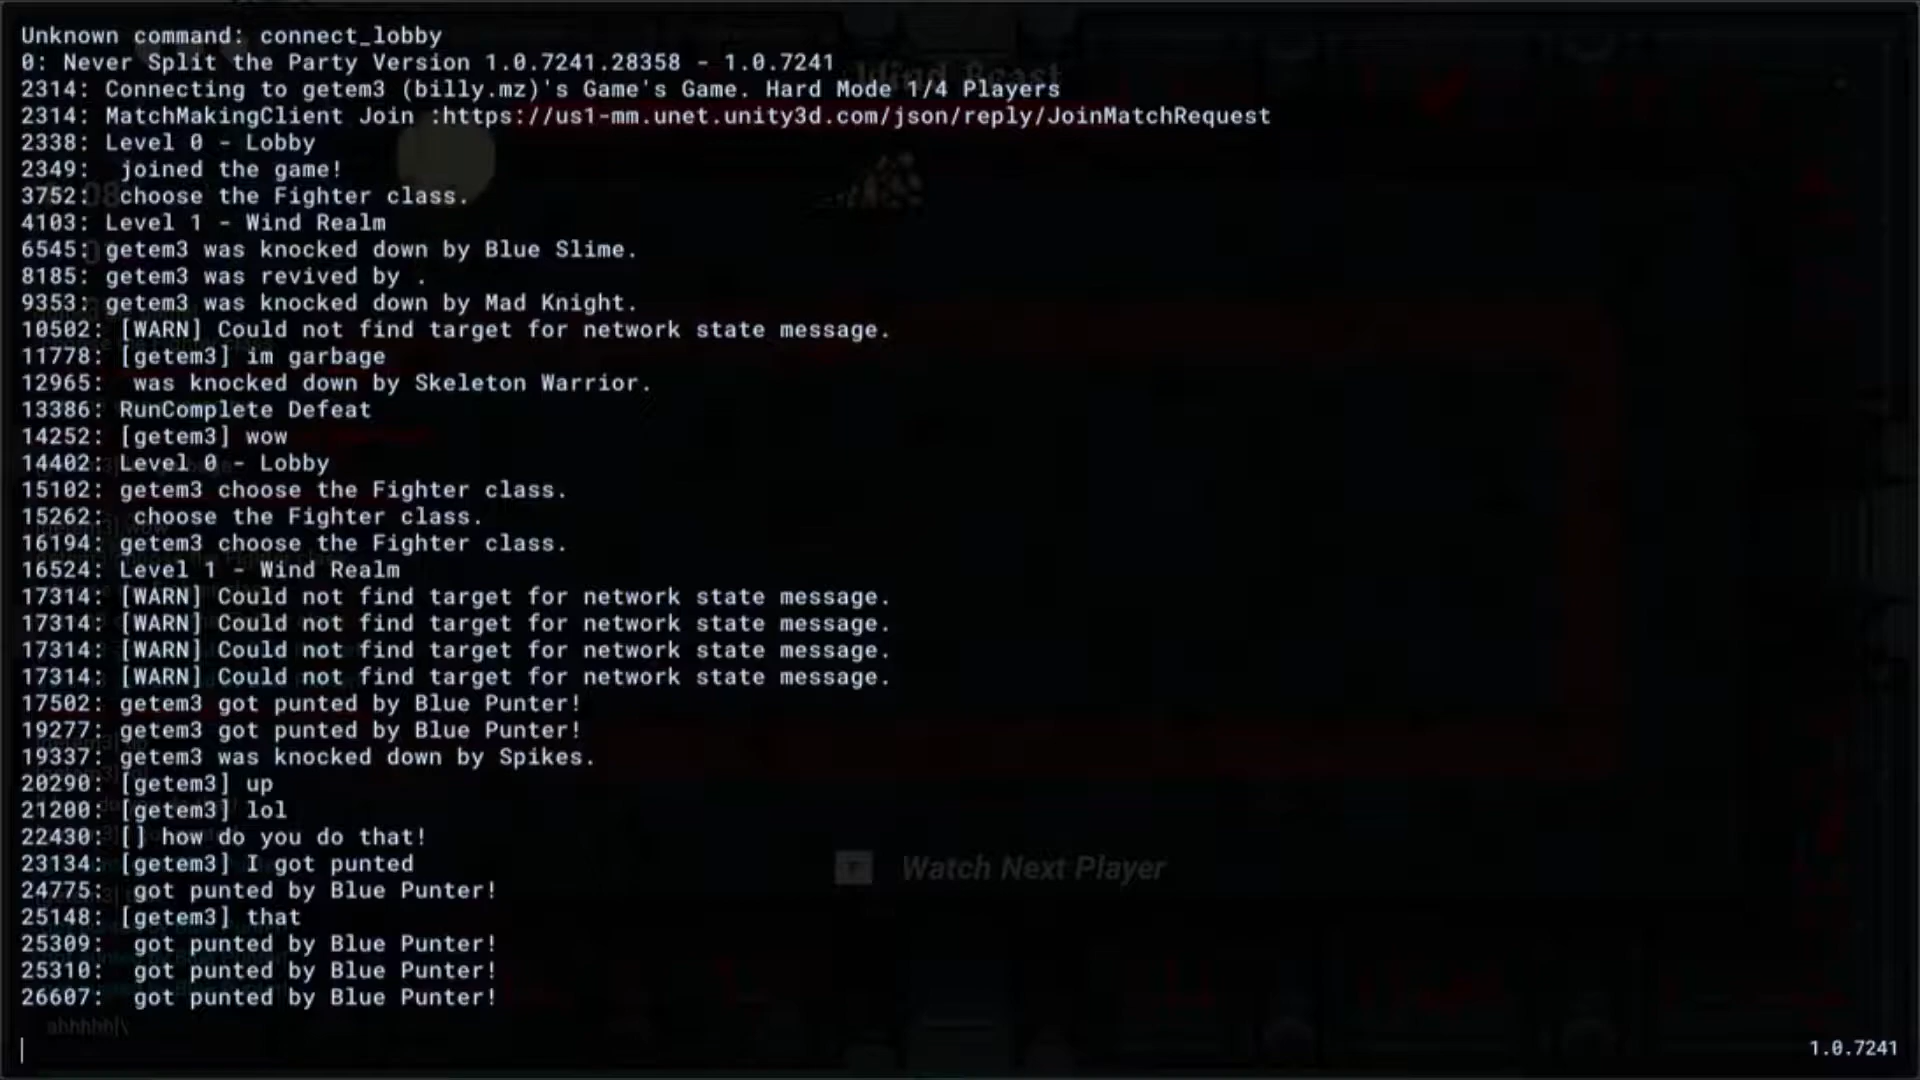 Unknown command: connect_lobby
0: Never Split the Party Version 1.0.7241.28358 - 1.0.7241
2314: Connecting to getem3 (billy.mz)'s Game's Game. Hard Mode 1/4 Players
2314: MatchMakingClient Join :https://us1-mm.unet.unity3d.com/json/reply/JoinMatchRequest
2338: Level 0 - Lobby
2349:  joined the game!
3752:  choose the Fighter class.
4103: Level 1 - Wind Realm
6545: getem3 was knocked down by Blue Slime.
8185: getem3 was revived by .
9353: getem3 was knocked down by Mad Knight.
10502: [WARN] Could not find target for network state message.
11778: [getem3] im garbage
12965:  was knocked down by Skeleton Warrior.
13386: RunComplete Defeat
14252: [getem3] wow
14402: Level 0 - Lobby
15102: getem3 choose the Fighter class.
15262:  choose the Fighter class.
16194: getem3 choose the Fighter class.
16524: Level 1 - Wind Realm
17314: [WARN] Could not find target for network state message.
17314: [WARN] Could not find target for network state message.
17314: [WARN] Could not find target for network state message.
17314: [WARN] Could not find target for network state message.
17502: getem3 got punted by Blue Punter!
19277: getem3 got punted by Blue Punter!
19337: getem3 was knocked down by Spikes.
20290: [getem3] up
21200: [getem3] lol
22430: [] how do you do that!
23134: [getem3] I got punted
Watch Next Player
24775:  got punted by Blue Punter!
25148: [getem3] that
25309:  got punted by Blue Punter!
25310:  got punted by Blue Punter!
26607:  got punted by Blue Punter!
1.0.7241